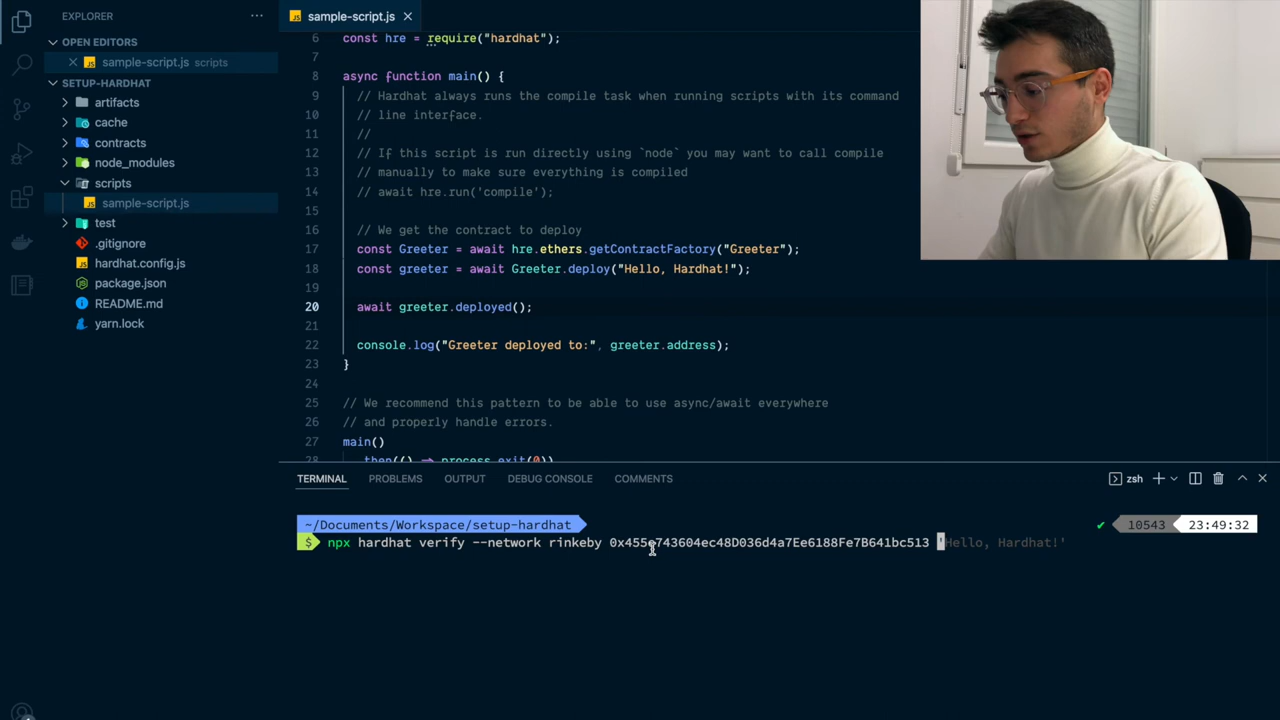 EXPLORER
OPEN EDITORS
sample-script.js scripts
SETUP-HARDHAT
artifacts
cache
contracts
node_modules
scripts
sample-script.js
test
.gitignore
hardhat.config.js
package.json
README.md
yarn.lock
sample-script.js
6 const hre = require("hardhat");
7
8 async function main() {
9 // Hardhat always runs the compile task when running scripts with its command
10 // line interface.
11 //
12 // If this script is run directly using `node` you may want to call compile
13 // manually to make sure everything is compiled
14 // await hre.run('compile');
15
16 // We get the contract to deploy
17 const Greeter = await hre.ethers.getContractFactory("Greeter");
18 const greeter = await Greeter.deploy("Hello, Hardhat!");
19
20 await greeter.deployed();
21
22 console.log("Greeter deployed to:", greeter.address);
23 }
24
25 // We recommend this pattern to be able to use async/await everywhere
26 // and properly handle errors.
27 main()
28 .then(() => process.exit(0))
TERMINAL PROBLEMS OUTPUT DEBUG CONSOLE COMMENTS zsh
~/Documents/Workspace/setup-hardhat ✔ 10543 23:49:32
$ npx hardhat verify --network rinkeby 0x455e743604ec48D036d4a7Ee6188Fe7B641bc513 'Hello, Hardhat!'